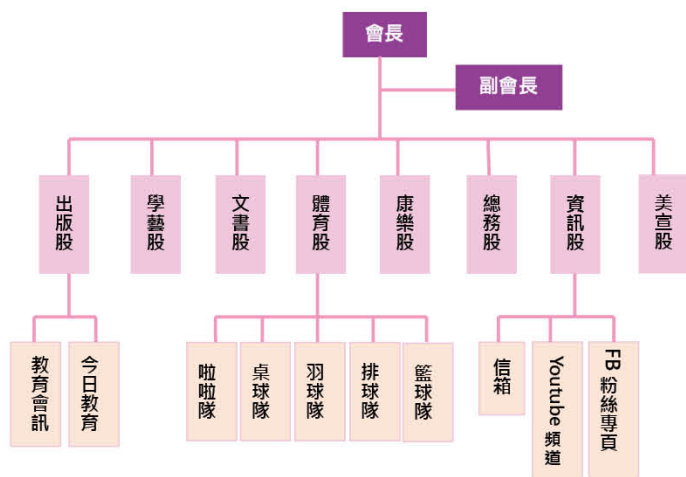 會長
副會長
出版股
學藝股
文書股
體育股
康樂股
總務股
資訊股
美宣股
教育會訊
今日教育
啦啦隊
桌球隊
羽球隊
排球隊
籃球隊
信箱
Youtube 頻道
FB 粉絲專頁